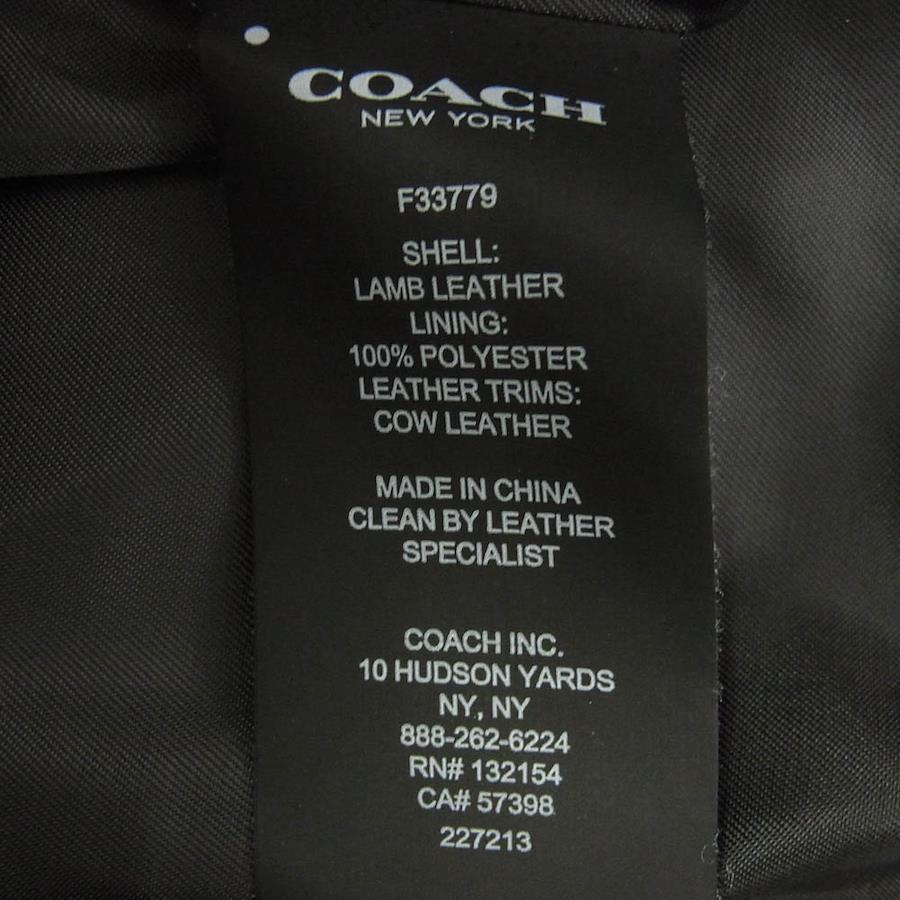 COACH
NEW YORK
F33779
SHELL:
LAMB LEATHER
LINING:
100% POLYESTER
LEATHER TRIMS:
COW LEATHER
MADE IN CHINA
CLEAN BY LEATHER
SPECIALIST
COACH INC.
10 HUDSON YARDS
NY, NY
888-262-6224
RN# 132154
CA# 57398
227213